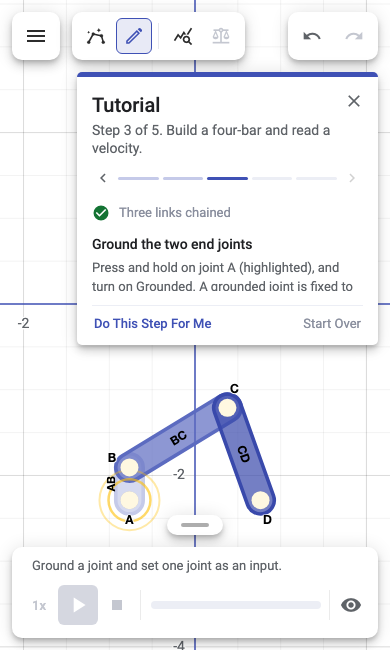 Tutorial
Step 3 of 5. Build a four-bar and read a
velocity.
Three links chained
Ground the two end joints
Press and hold on joint A (highlighted), and
turn on Grounded. A grounded joint is fixed to
Do This Step For Me
Start Over
-2
C
BC
CD
B
AB
-2
A
D
Ground a joint and set one joint as an input.
1x
-4